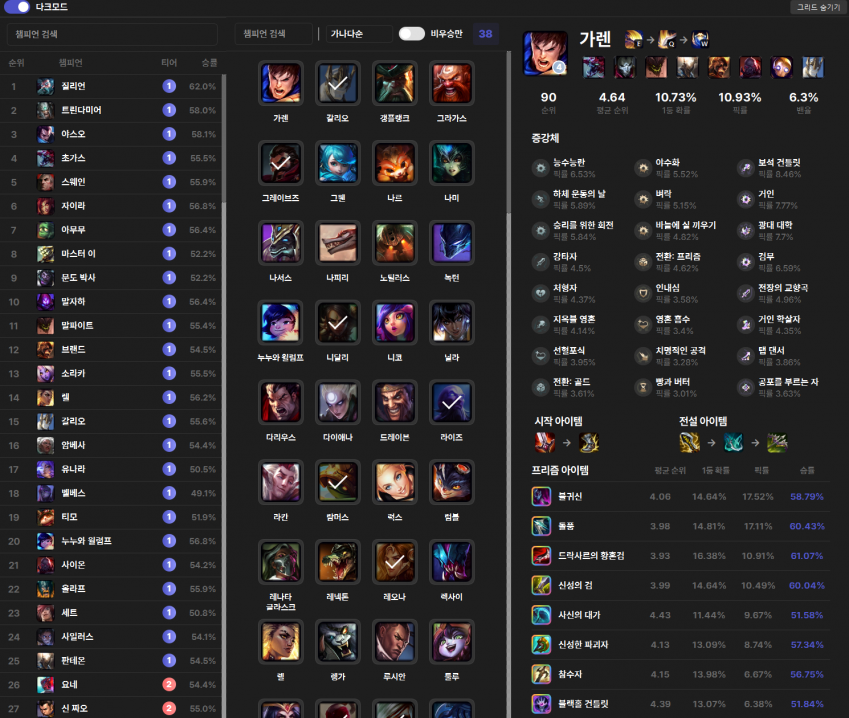 다크모드
그리드 숨기기
챔피언 검색
순위 챔피언 티어 승률
1 질리언 1 62.0%
2 트린다미어 1 58.0%
3 야스오 1 58.1%
4 초가스 1 55.5%
5 스웨인 1 55.9%
6 자이라 1 56.8%
7 아무무 1 56.4%
8 마스터 이 1 52.2%
9 문도 박사 1 52.2%
10 말자하 1 56.4%
11 말파이트 1 55.4%
12 브랜드 1 54.5%
13 소라카 1 55.5%
14 렐 1 56.2%
15 갈리오 1 55.6%
16 암베사 1 54.4%
17 유나라 1 50.5%
18 벨베스 1 49.1%
19 티모 1 51.9%
20 누누와 윌럼프 1 56.8%
21 사이온 1 54.2%
22 올라프 1 55.9%
23 세트 1 50.8%
24 사일러스 1 54.1%
25 판테온 1 54.5%
26 요네 2 54.4%
27 신 짜오 2 55.0%
챔피언 검색 가나다순 비우승만 38
가렌 갈리오 갱플랭크 그라가스
그레이브즈 그웬 나르 나미
나서스 나피리 노틸러스 녹턴
누누와 윌럼프 니달리 니코 닐라
다리우스 다이애나 드레이븐 라이즈
라칸 람머스 럭스 럼블
레나타 글라스크 레넥톤 레오나 렉사이
렐 렝가 루시안 룰루
4
가렌 E Q W
90 4.64 10.73% 10.93% 6.3%
순위 평균 순위 1등 확률 픽률 밴율
증강체
능수능란 이수화 보석 건틀릿
픽률 6.53% 픽률 5.52% 픽률 8.46%
하체 운동의 날 벼락 거인
픽률 5.89% 픽률 5.15% 픽률 7.77%
승리를 위한 회전 바늘에 실 꿰우기 광대 대학
픽률 5.84% 픽률 4.82% 픽률 7.7%
강타자 전환: 프리즘 검무
픽률 4.5% 픽률 4.62% 픽률 6.59%
처형자 인내심 전장의 교향곡
픽률 4.37% 픽률 3.58% 픽률 4.96%
지옥불 영혼 영혼 흡수 거인 학살자
픽률 4.14% 픽률 3.4% 픽률 4.35%
선형포식 치명적인 공격 탭 댄서
픽률 3.95% 픽률 3.28% 픽률 3.86%
전환: 골드 빵과 버터 공포를 부르는 자
픽률 3.61% 픽률 3.01% 픽률 3.63%
시작 아이템 전설 아이템
프리즘 아이템 평균 순위 1등 확률 픽률 승률
불귀신 4.06 14.64% 17.52% 58.79%
돌풍 3.98 14.81% 17.11% 60.43%
드락사르의 황혼검 3.93 16.38% 10.91% 61.07%
신성의 검 3.99 14.64% 10.49% 60.04%
사신의 대가 4.43 11.44% 9.67% 51.58%
신성한 파괴자 4.13 13.09% 8.74% 57.34%
참수자 4.15 13.98% 6.67% 56.75%
블랙홀 건틀릿 4.39 13.07% 6.38% 51.84%